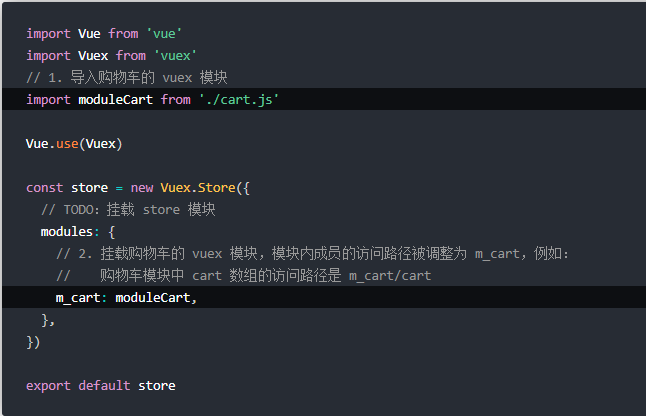 import Vue from 'vue'
import Vuex from 'vuex'
// 1. 导入购物车的 vuex 模块
import moduleCart from './cart.js'
Vue.use(Vuex)
const store = new Vuex.Store({
// TODO：挂载 store 模块
modules: {
// 2. 挂载购物车的 vuex 模块，模块内成员的访问路径被调整为 m_cart，例如：
// 购物车模块中 cart 数组的访问路径是 m_cart/cart
m_cart: moduleCart,
},
})
export default store